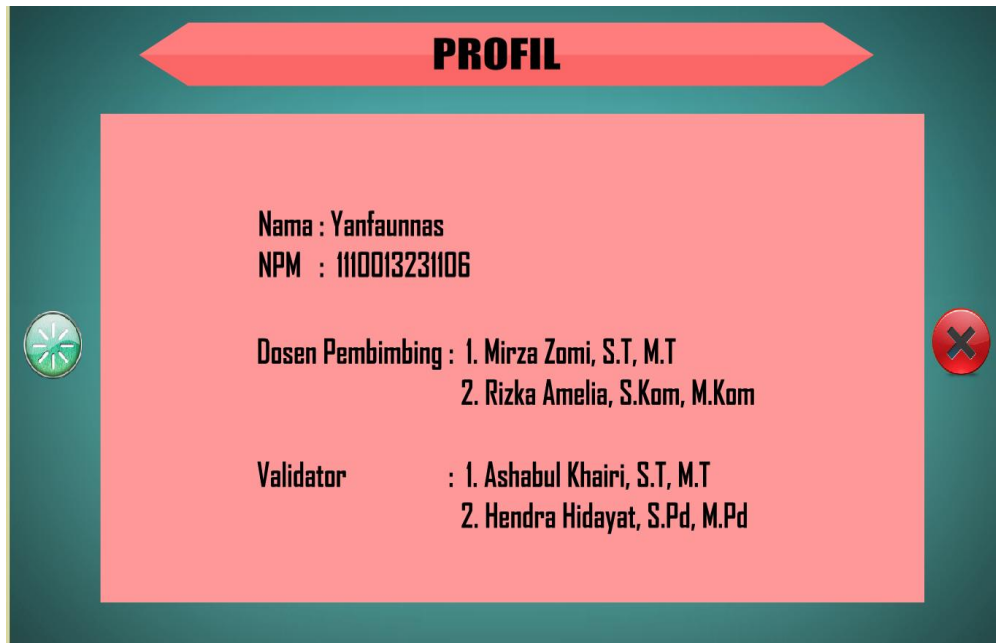 PROFIL
Nama : Yanfaunnas
NPM : 1110013231106
Dosen Pembimbing : 1. Mirza Zomi, S.T, M.T
2. Rizka Amelia, S.Kom, M.Kom
Validator : 1. Ashabul Khairi, S.T, M.T
2. Hendra Hidayat, S.Pd, M.Pd